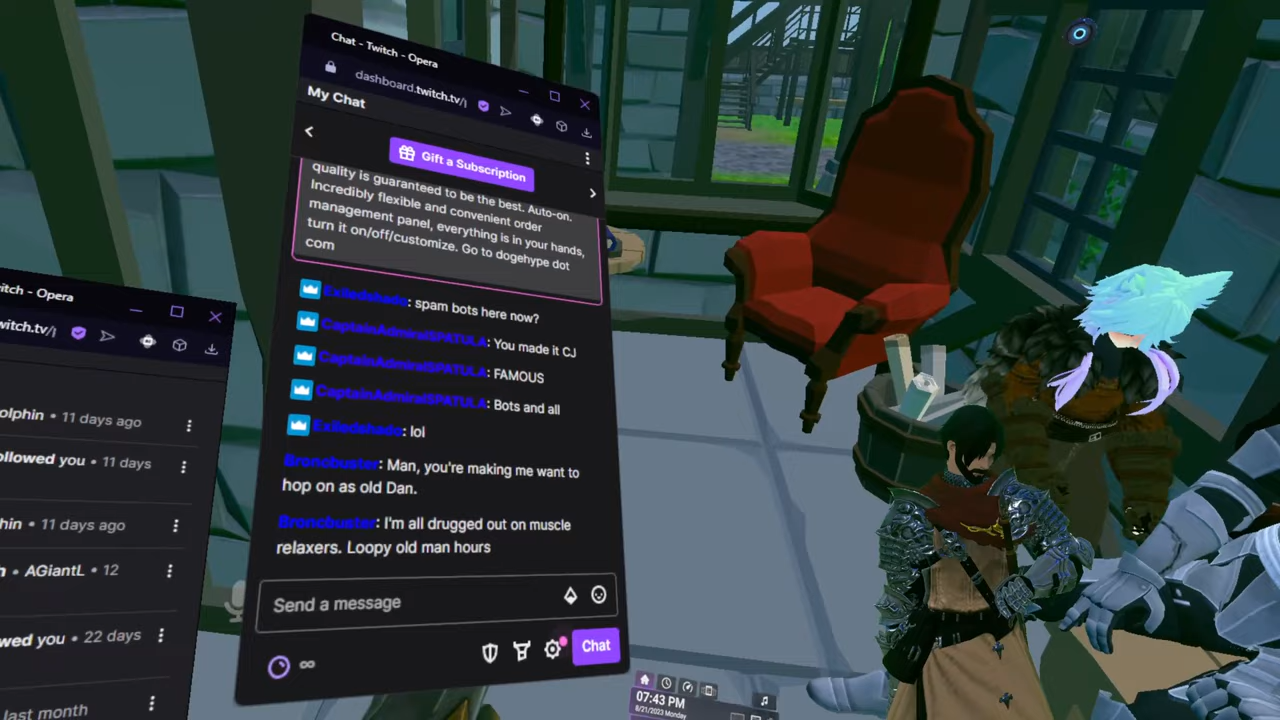 Chat - Twitch - Opera
dashboard.twitch.tv/j
My Chat
Gift a Subscription
quality is guaranteed to be the best. Auto-on.
Incredibly flexible and convenient order
management panel, everything is in your hands,
turn it on/off/customize. Go to dogehype dot
com
Exiledshado: spam bots here now?
CaptainAdmiralSPATULA: You made it CJ
CaptainAdmiralSPATULA: FAMOUS
CaptainAdmiralSPATULA: Bots and all
Exiledshado: lol
Broncbuster: Man, you're making me want to
hop on as old Dan.
Broncbuster: I'm all drugged out on muscle
relaxers. Loopy old man hours
Send a message
Chat
witch - Opera
witch.tv/j
olphin • 11 days ago
ollowed you • 11 days
hin • 11 days ago
h • AGiantL • 12
wed you • 22 days
last month
07:43 PM
8/21/2023 Monday